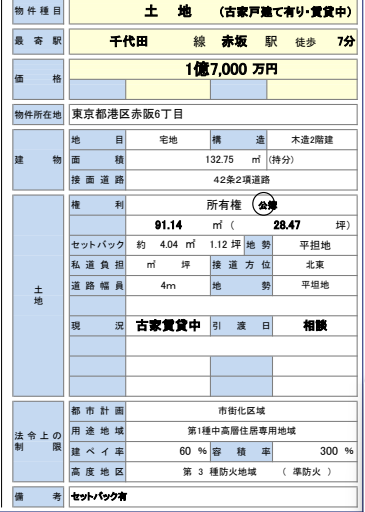 物件種目 土 地 (古家戸建て有り・賃貸中)
最寄駅 千代田 線 赤坂 駅 徒歩 7分
価格 1億7,000 万円
物件所在地 東京都港区赤阪6丁目
建物 地目 宅地 構造 木造2階建
面積 132.75 ㎡ (持分)
接面道路 42条2項道路
土地 権利 所有権 公簿
91.14 ㎡ ( 28.47 坪)
セットバック 約 4.04 ㎡ 1.12 坪 地勢 平担地
私道負担 ㎡ 坪 接道方位 北東
道路幅員 4m 地勢 平坦地
現況 古家賃貸中 引渡日 相談
法令上の制限 都市計画 市街化区域
用途地域 第1種中高層住居専用地域
建ペイ率 60 % 容積率 300 %
高度地区 第 3 種防火地域 ( 準防火 )
備考 セットバック有